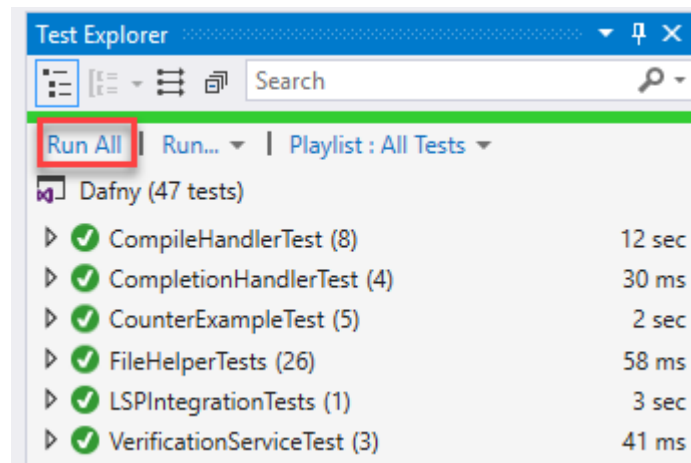 Test Explorer
Search
Run All | Run... | Playlist : All Tests
Dafny (47 tests)
CompileHandlerTest (8) 12 sec
CompletionHandlerTest (4) 30 ms
CounterExampleTest (5) 2 sec
FileHelperTests (26) 58 ms
LSPIntegrationTests (1) 3 sec
VerificationServiceTest (3) 41 ms